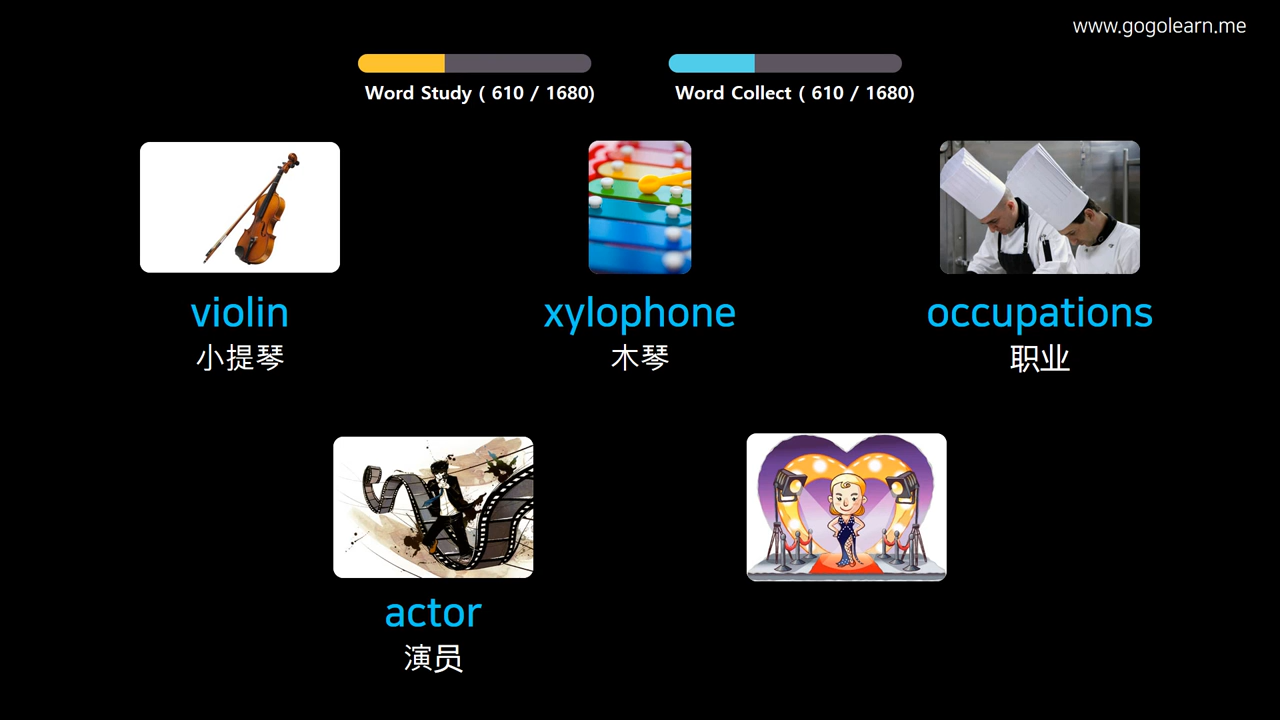 www.gogolearn.me
Word Study ( 610 / 1680)
Word Collect ( 610 / 1680)
violin
小提琴
xylophone
木琴
occupations
职业
actor
演员